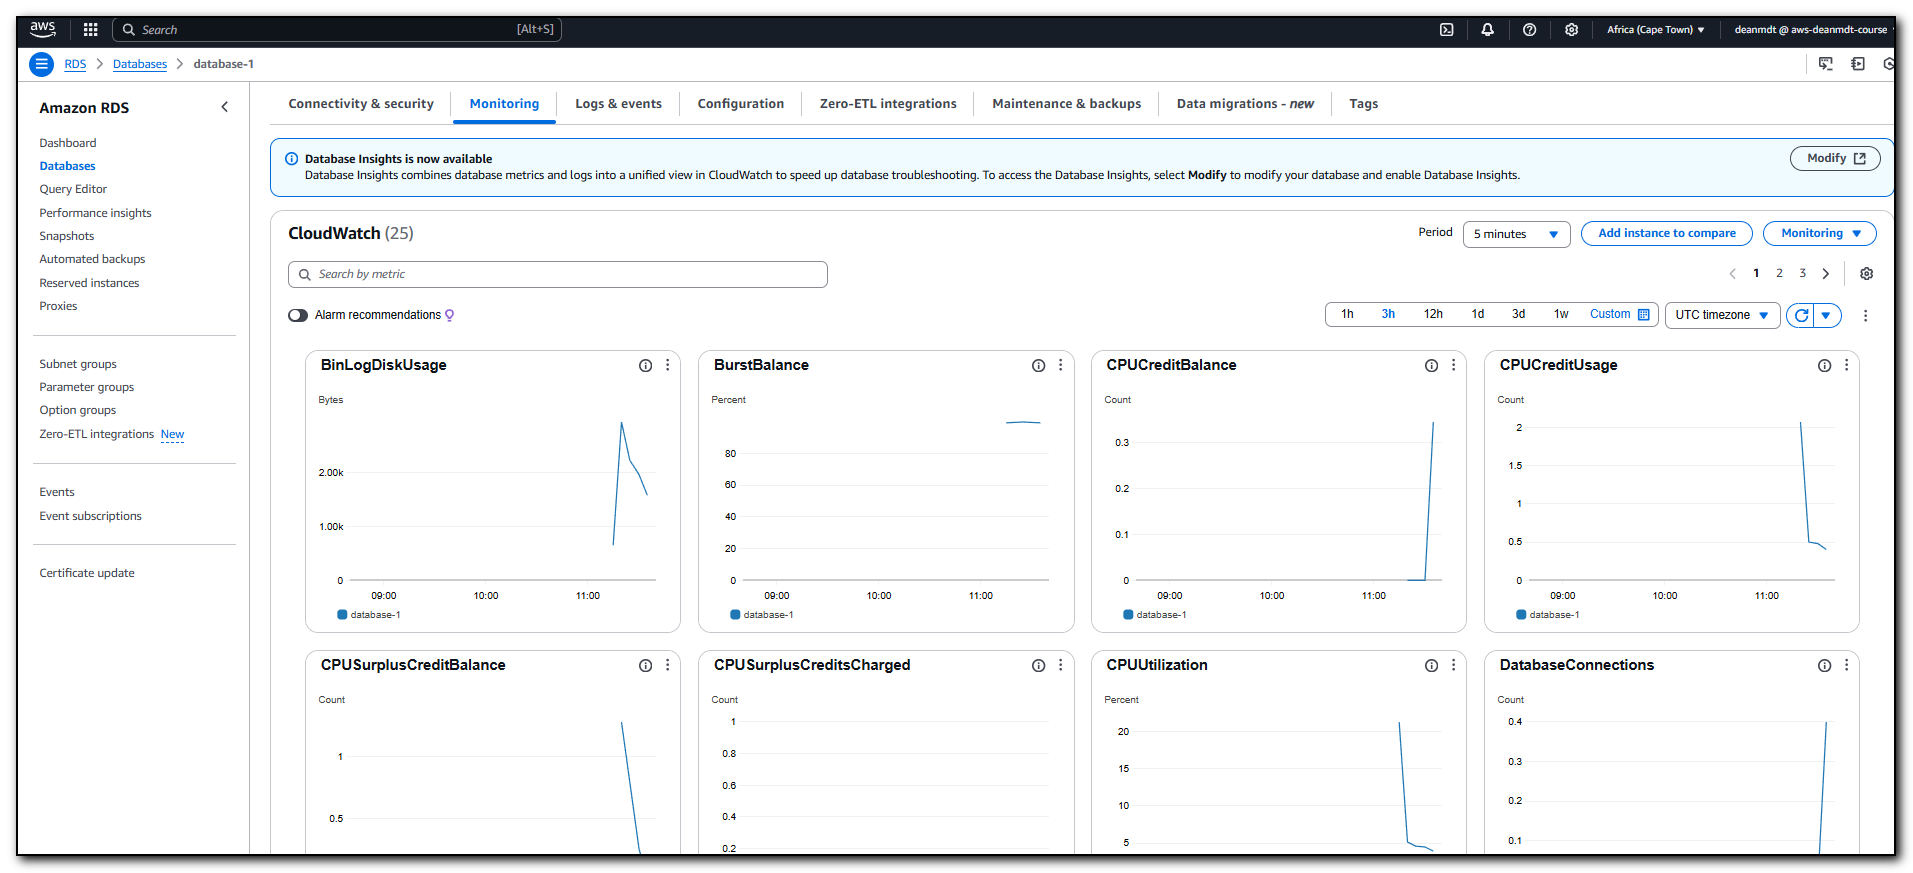 aws Search [Alt+S] Africa (Cape Town) deanmdt @ aws-deanmdt-course
RDS > Databases > database-1
Amazon RDS
Dashboard
Databases
Query Editor
Performance insights
Snapshots
Automated backups
Reserved instances
Proxies
Subnet groups
Parameter groups
Option groups
Zero-ETL integrations New
Events
Event subscriptions
Certificate update
Connectivity & security Monitoring Logs & events Configuration Zero-ETL integrations Maintenance & backups Data migrations - new Tags
Database Insights is now available
Database Insights combines database metrics and logs into a unified view in CloudWatch to speed up database troubleshooting. To access the Database Insights, select Modify to modify your database and enable Database Insights.
Modify
CloudWatch (25)
Period 5 minutes Add instance to compare Monitoring
Search by metric
1 2 3
Alarm recommendations
1h 3h 12h 1d 3d 1w Custom UTC timezone
BinLogDiskUsage
Bytes
2.00k
1.00k
0
09:00 10:00 11:00
database-1
BurstBalance
Percent
80
60
40
20
0
09:00 10:00 11:00
database-1
CPUCreditBalance
Count
0.3
0.2
0.1
0
09:00 10:00 11:00
database-1
CPUCreditUsage
Count
2
1.5
1
0.5
0
09:00 10:00 11:00
database-1
CPUSurplusCreditBalance
Count
1
0.5
CPUSurplusCreditsCharged
Count
1
0.8
0.6
0.4
0.2
CPUUtilization
Percent
20
15
10
5
DatabaseConnections
Count
0.4
0.3
0.2
0.1